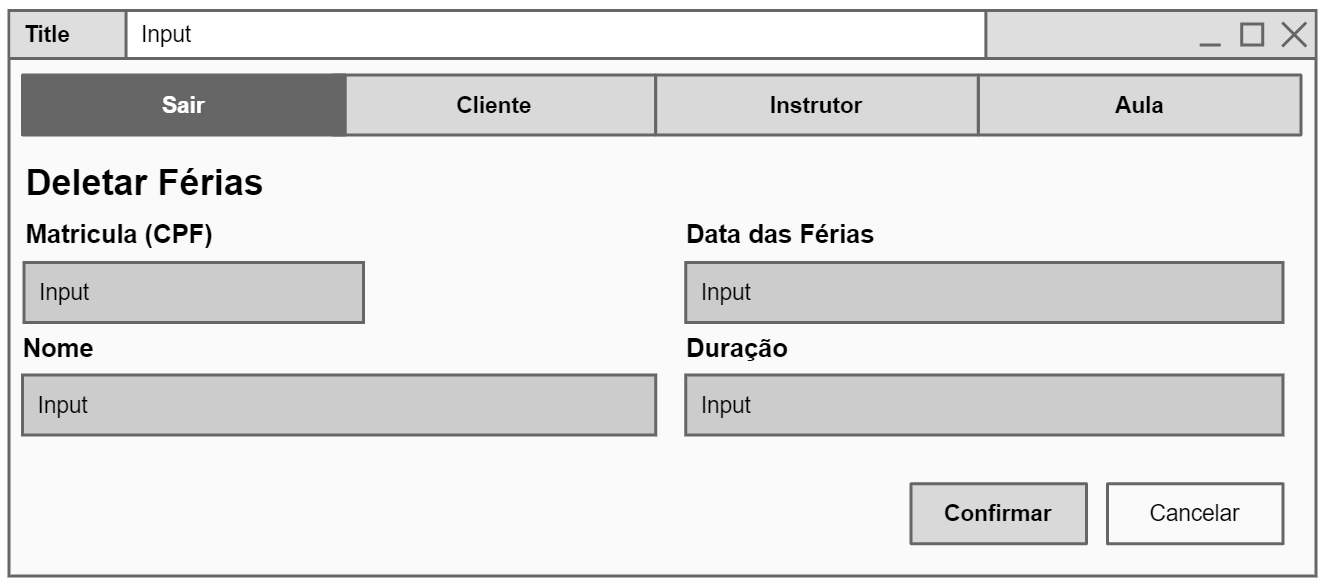 Title Input
Sair Cliente Instrutor Aula
Deletar Férias
Matricula (CPF) Data das Férias
Input Input
Nome Duração
Input Input
Confirmar Cancelar